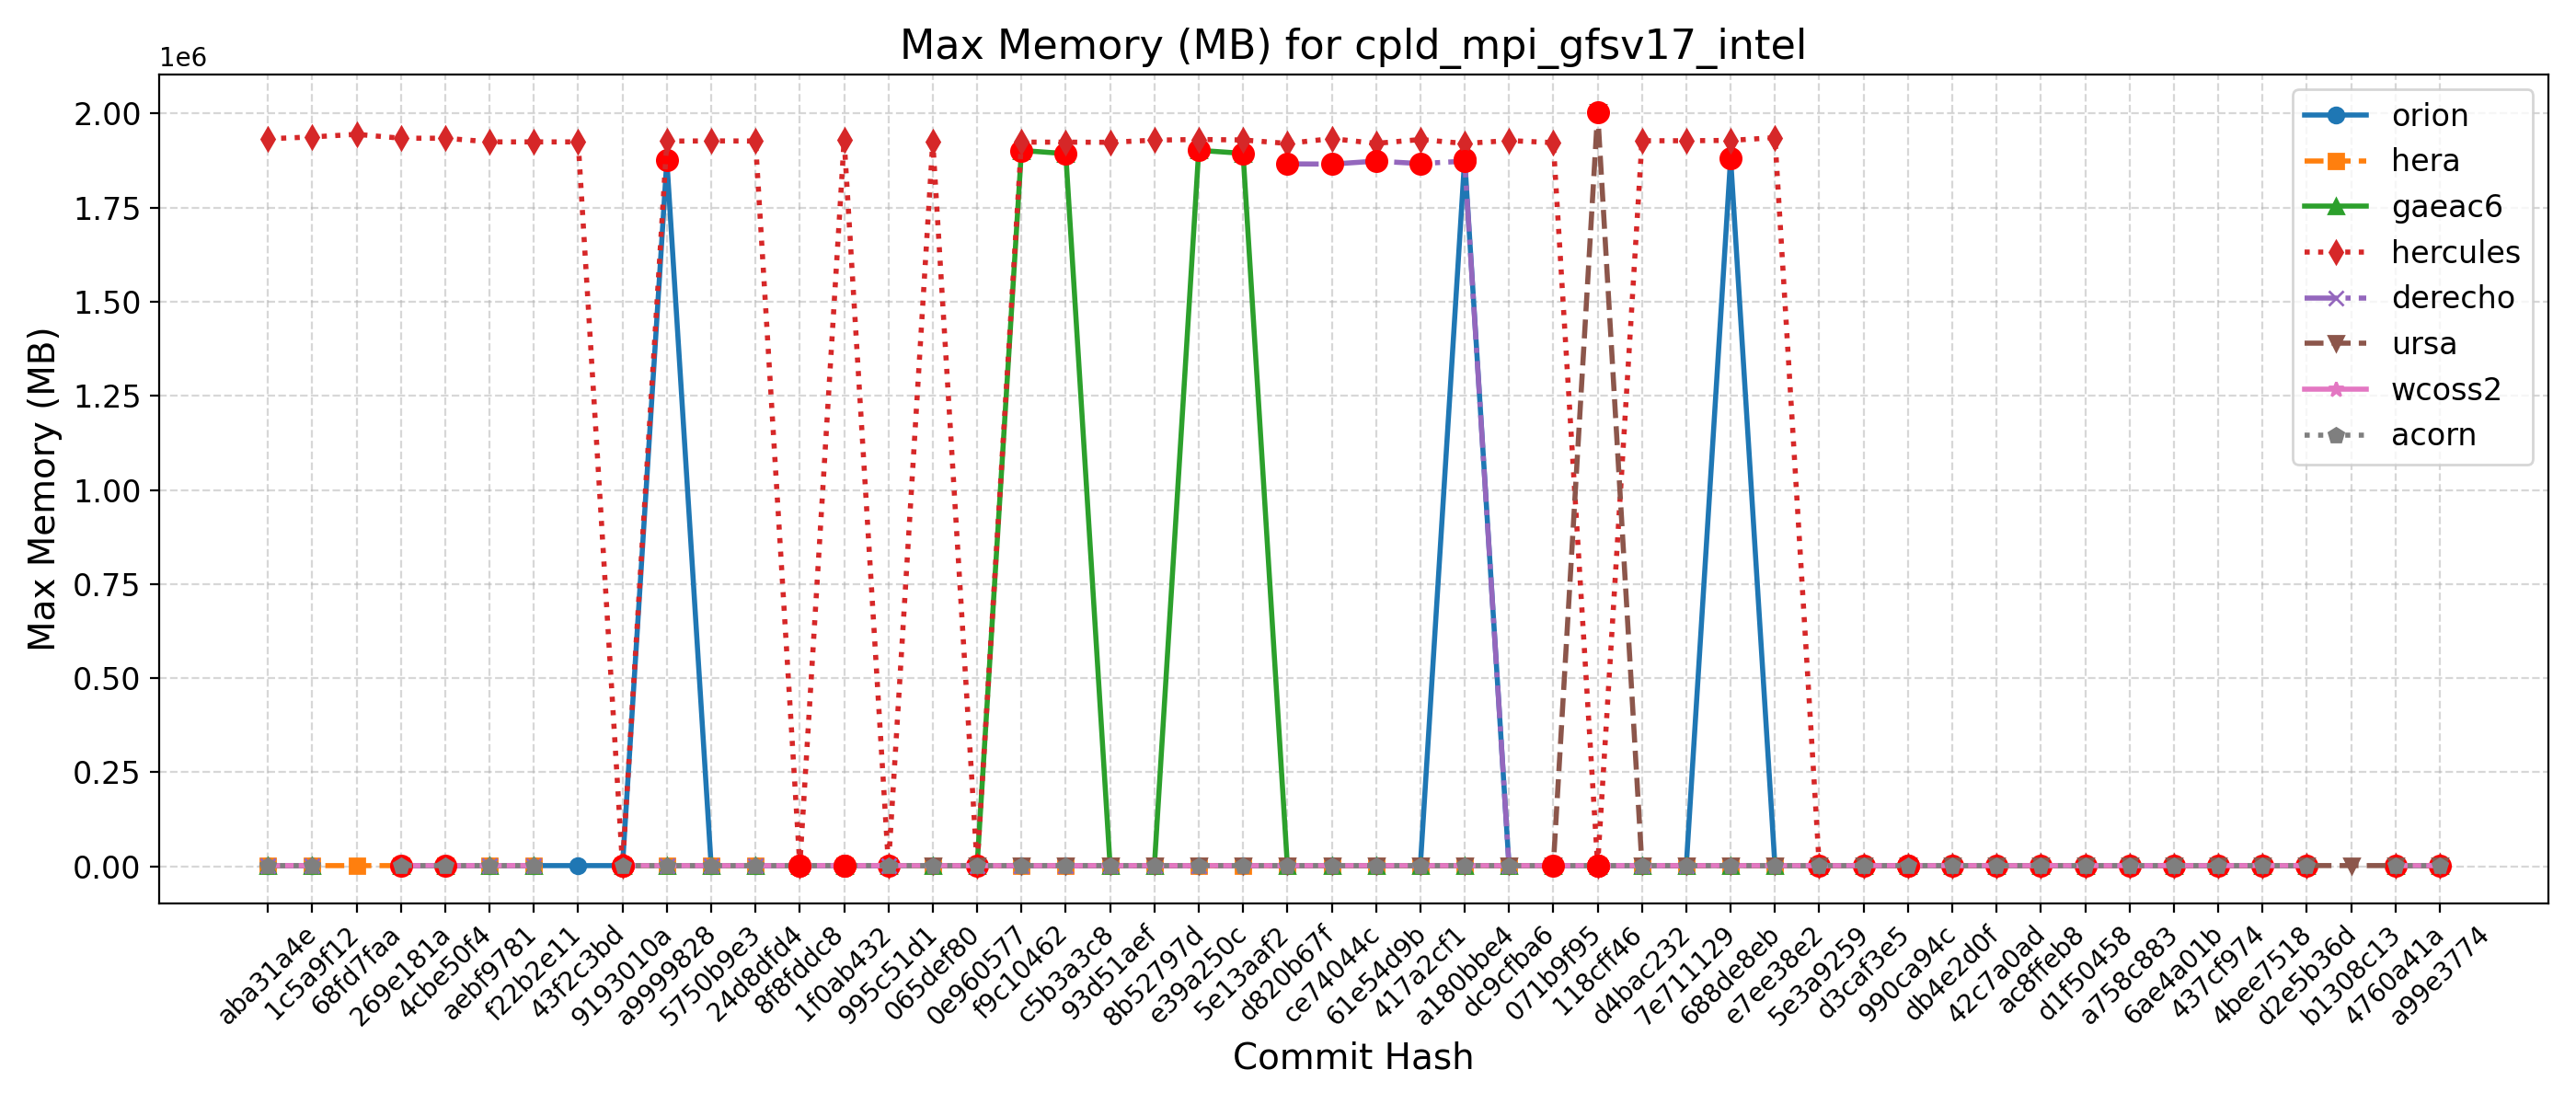 Max Memory (MB) for cpld_mpi_gfsv17_intel
1e6
2.00
1.75
1.50
1.25
1.00
0.75
0.50
0.25
0.00
Max Memory (MB)
orion
hera
gaeac6
hercules
derecho
ursa
wcoss2
acorn
aba31a4e
1c5a9f12
68fd7faa
269e181a
4cbe50f4
aebf9781
f22b2e11
43f2c3bd
9193010a
a9999828
5750b9e3
24d8dfd4
8f8fddc8
1f0ab432
995c51d1
065def80
0e960577
f9c10462
c5b3a3c8
93d51aef
8b52797d
e39a250c
5e13aaf2
d820b67f
ce74044c
61e54d9b
417a2cf1
a180bbe4
dc9cfba6
071b9f95
118cff46
d4bac232
7e711129
688de8eb
e7ee38e2
5e3a9259
d3caf3e5
990ca94c
db4e2d0f
42c7a0ad
ac8ffeb8
d1f50458
a758c883
6ae4a01b
437cf974
4bee7518
d2e5b36d
b1308c13
4760a41a
a99e3774
Commit Hash